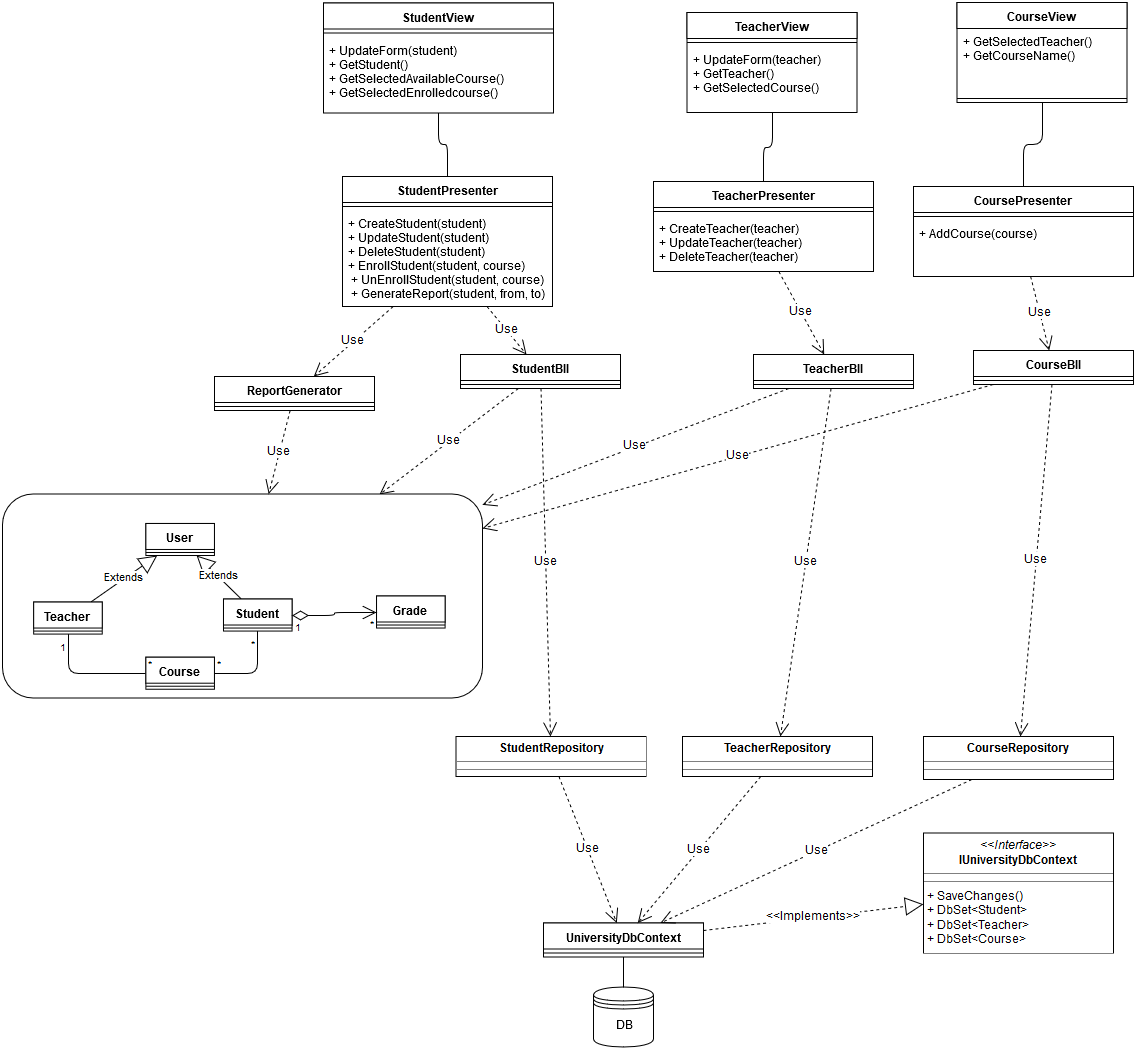 StudentView
+ UpdateForm(student)
+ GetStudent()
+ GetSelectedAvailableCourse()
+ GetSelectedEnrolledcourse()
TeacherView
+ UpdateForm(teacher)
+ GetTeacher()
+ GetSelectedCourse()
CourseView
+ GetSelectedTeacher()
+ GetCourseName()
StudentPresenter
+ CreateStudent(student)
+ UpdateStudent(student)
+ DeleteStudent(student)
+ EnrollStudent(student, course)
+ UnEnrollStudent(student, course)
+ GenerateReport(student, from, to)
TeacherPresenter
+ CreateTeacher(teacher)
+ UpdateTeacher(teacher)
+ DeleteTeacher(teacher)
CoursePresenter
+ AddCourse(course)
Use
Use
Use
Use
ReportGenerator
StudentBll
TeacherBll
CourseBll
Use
Use
Use
Use
User
Extends
Extends
Teacher
Student
Grade
1
*
1
*
*
*
Course
Use
Use
Use
StudentRepository
TeacherRepository
CourseRepository
Use
Use
Use
<<Interface>>
IUniversityDbContext
+ SaveChanges()
+ DbSet<Student>
+ DbSet<Teacher>
+ DbSet<Course>
<<Implements>>
UniversityDbContext
DB